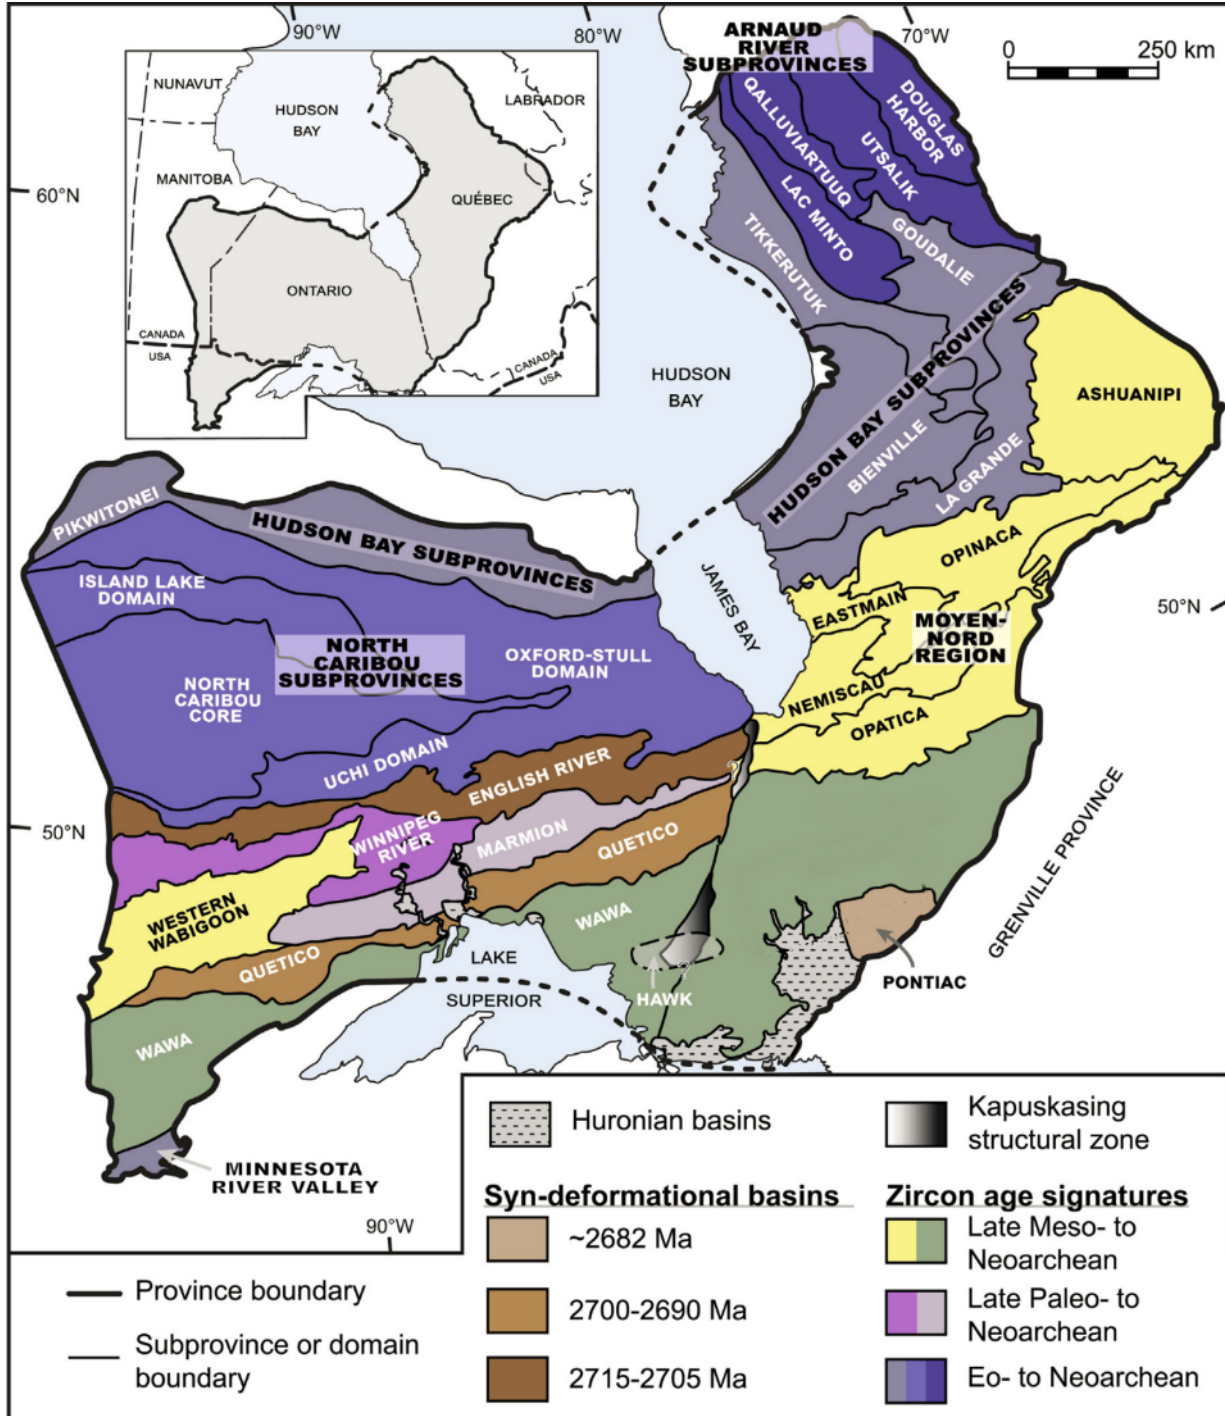 90°W
80°W
70°W
ARNAUD
RIVER
SUBPROVINCES
0
250 km
NUNAVUT
HUDSON
BAY
LABRADOR
MANITOBA
QUÉBEC
ONTARIO
CANADA
USA
CANADA
USA
60°N
DOUGLAS
HARBOR
UTSALIK
QALLUVIARTUUQ
LAC MINTO
TIKKERUTUK
GOUDALIE
HUDSON BAY SUBPROVINCES
HUDSON
BAY
ASHUANIPI
BIENVILLE
LA GRANDE
OPINACA
PIKWITONEI
HUDSON BAY SUBPROVINCES
ISLAND LAKE
DOMAIN
JAMES BAY
EASTMAIN
MOYEN-
NORD
REGION
50°N
NORTH
CARIBOU
SUBPROVINCES
OXFORD-STULL
DOMAIN
NORTH
CARIBOU
CORE
NEMISCAU
OPATICA
UCHI DOMAIN
ENGLISH RIVER
?
50°N
WINNIPEG
RIVER
MARMION
QUETICO
GRENVILLE PROVINCE
WESTERN
WABIGOON
WAWA
QUETICO
LAKE
SUPERIOR
?
HAWK
PONTIAC
WAWA
MINNESOTA
RIVER VALLEY
90°W
Huronian basins
Kapuskasing
structural zone
Syn-deformational basins
~2682 Ma
2700-2690 Ma
2715-2705 Ma
Zircon age signatures
Late Meso- to
Neoarchean
Late Paleo- to
Neoarchean
Eo- to Neoarchean
Province boundary
Subprovince or domain
boundary